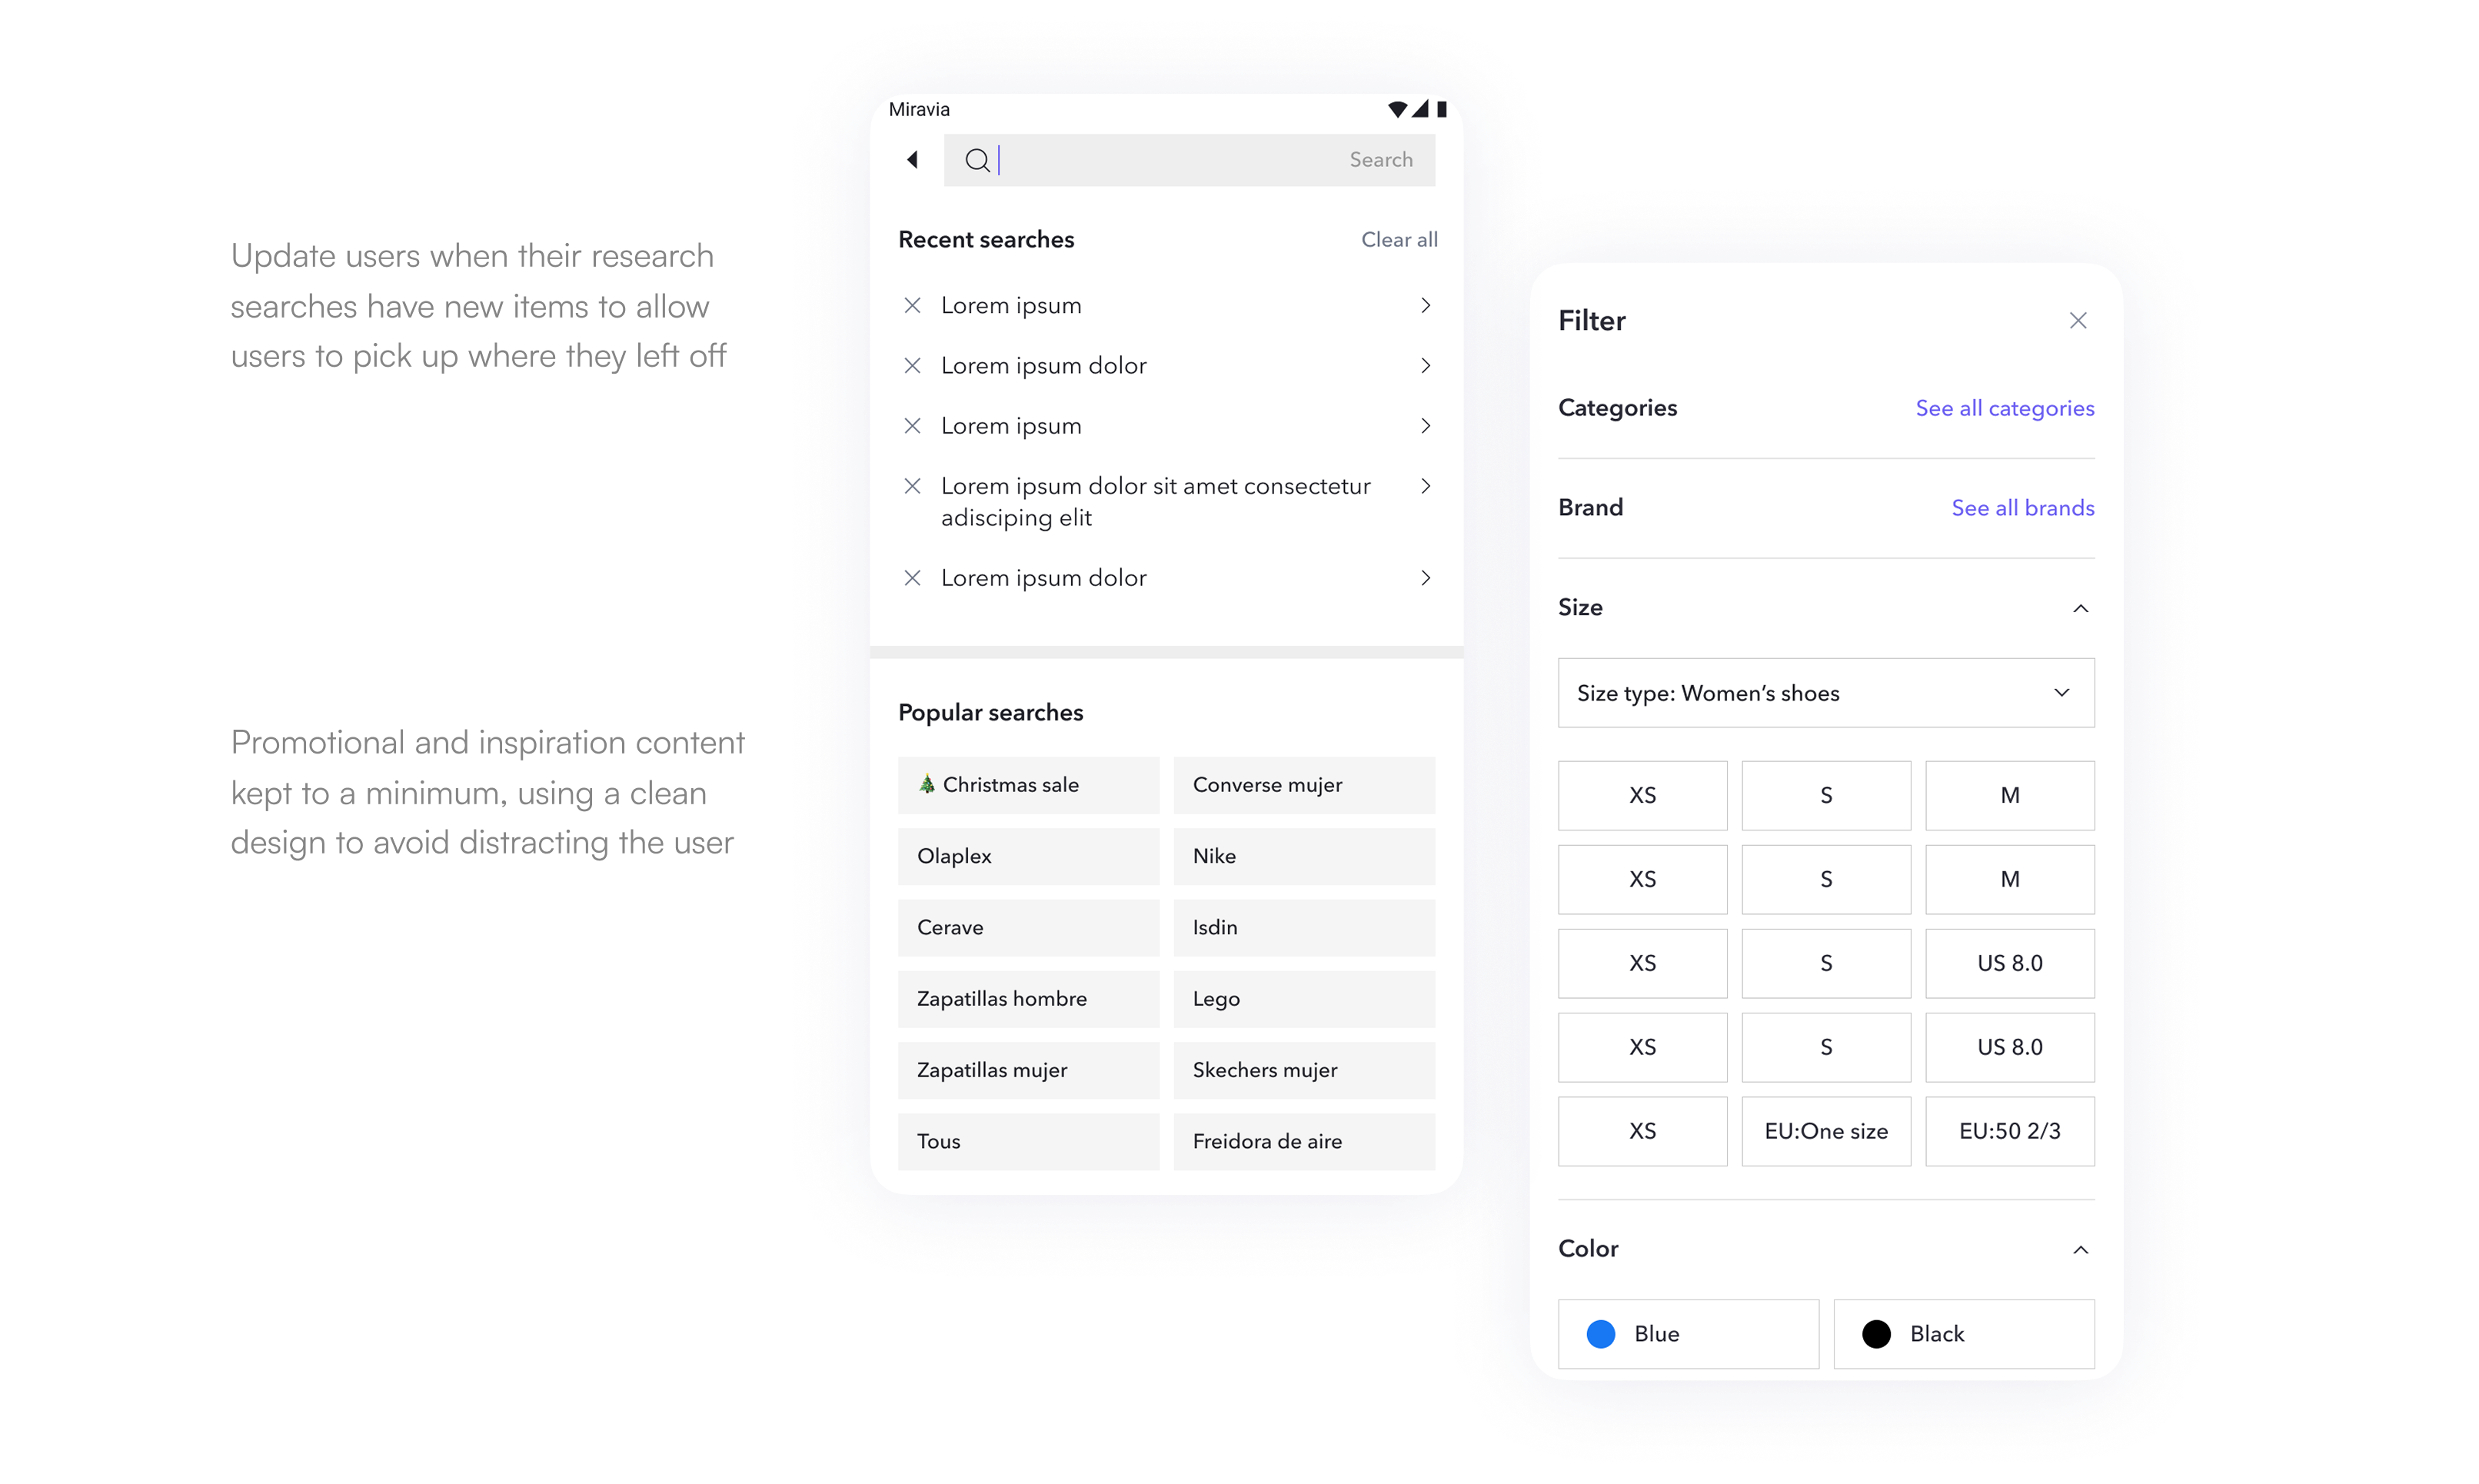 Update users when their research
searches have new items to allow
users to pick up where they left off
Promotional and inspiration content
kept to a minimum, using a clean
design to avoid distracting the user
Miravia
Search
Recent searches Clear all
Lorem ipsum
Lorem ipsum dolor
Lorem ipsum
Lorem ipsum dolor sit amet consectetur
adisciping elit
Lorem ipsum dolor
Popular searches
🎄 Christmas sale Converse mujer
Olaplex Nike
Cerave Isdin
Zapatillas hombre Lego
Zapatillas mujer Skechers mujer
Tous Freidora de aire
Filter
Categories See all categories
Brand See all brands
Size
Size type: Women’s shoes
XS S M
XS S M
XS S US 8.0
XS S US 8.0
XS EU:One size EU:50 2/3
Color
Blue Black